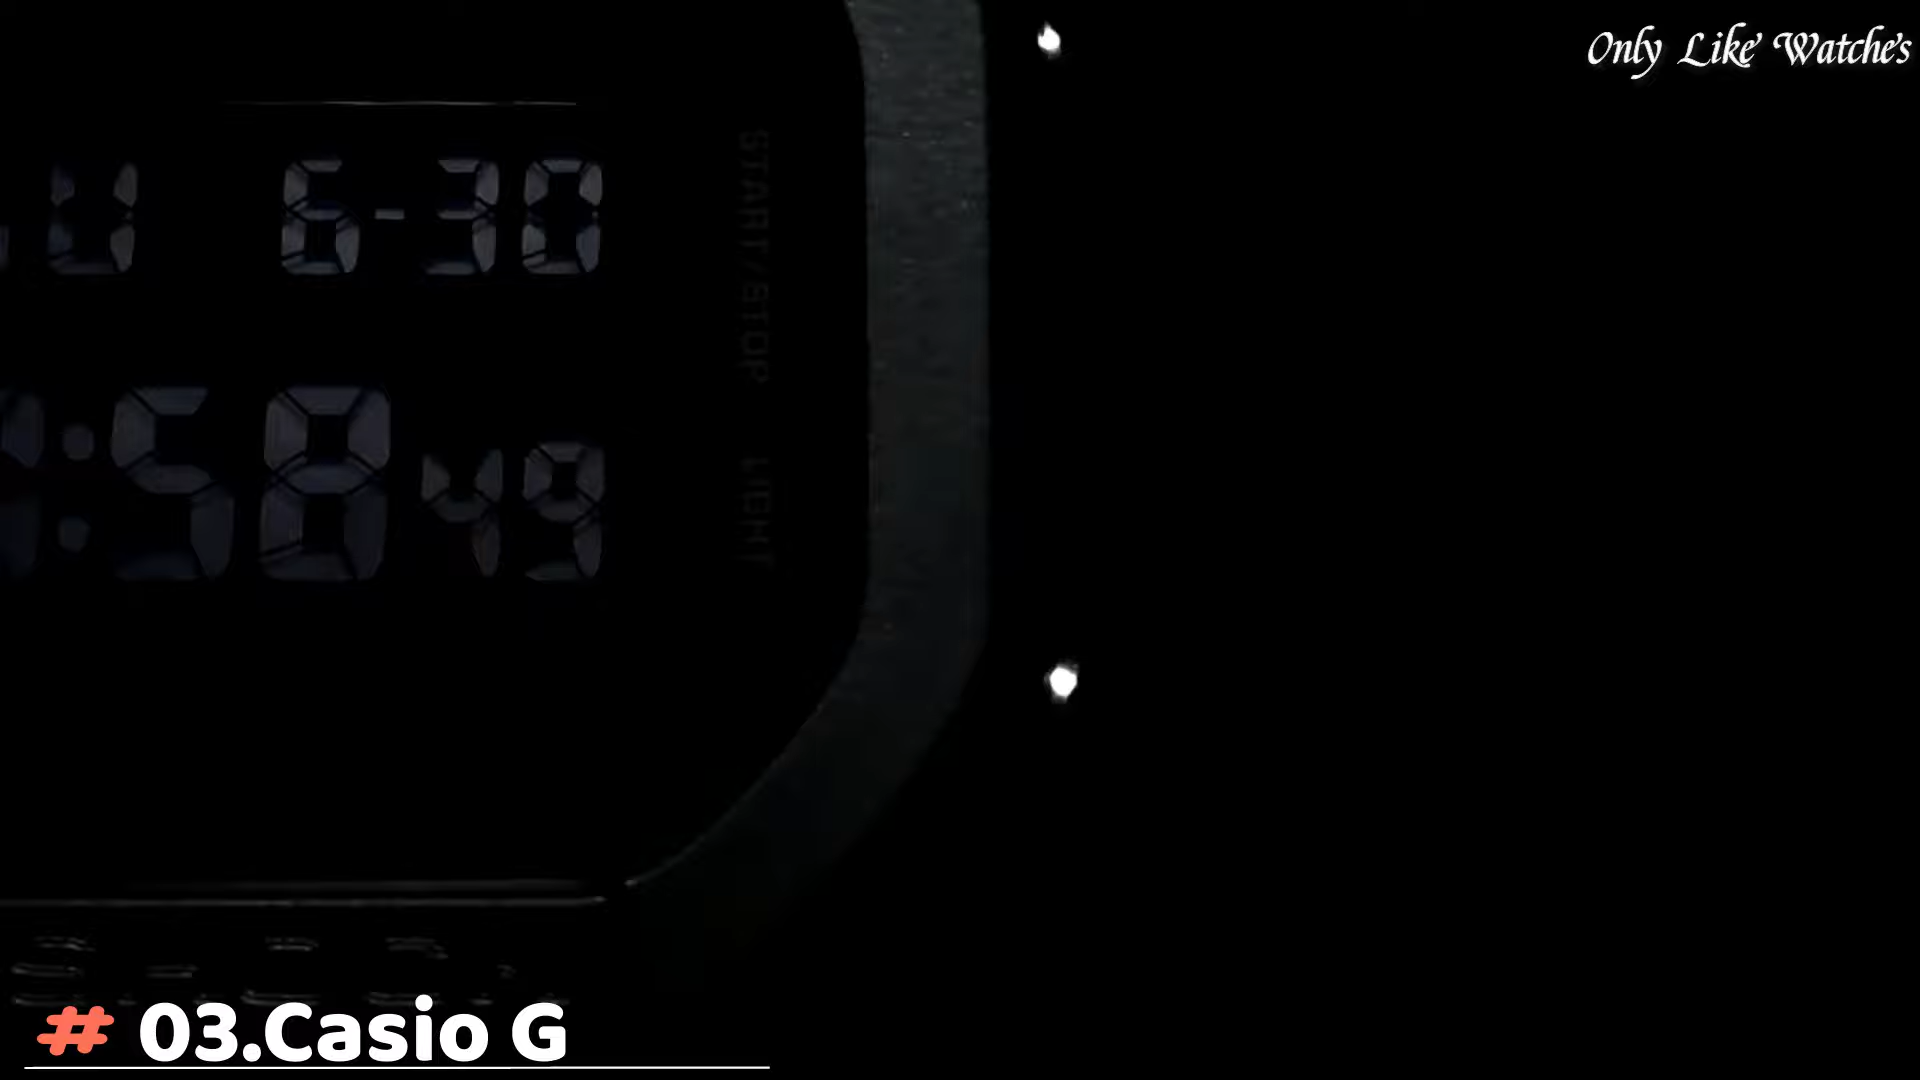 Only Like Watche's
6-30
:58 49
START/STOP
LIGHT
# 03.Casio G